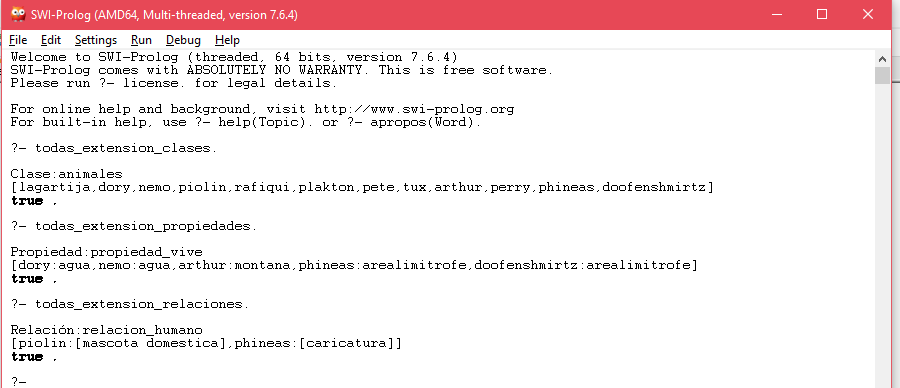 SWI-Prolog (AMD64, Multi-threaded, version 7.6.4)
File Edit Settings Run Debug Help
Welcome to SWI-Prolog (threaded, 64 bits, version 7.6.4)
SWI-Prolog comes with ABSOLUTELY NO WARRANTY. This is free software.
Please run ?- license. for legal details.
For online help and background, visit http://www.swi-prolog.org
For built-in help, use ?- help(Topic). or ?- apropos(Word).
?- todas_extension_clases.
Clase:animales
[lagartija,dory,nemo,piolin,rafiqui,plakton,pete,tux,arthur,perry,phineas,doofenshmirtz]
true .
?- todas_extension_propiedades.
Propiedad:propiedad_vive
[dory:agua,nemo:agua,arthur:montana,phineas:arealimitrofe,doofenshmirtz:arealimitrofe]
true .
?- todas_extension_relaciones.
Relación:relacion_humano
[piolin:[mascota domestica],phineas:[caricatura]]
true .
?-